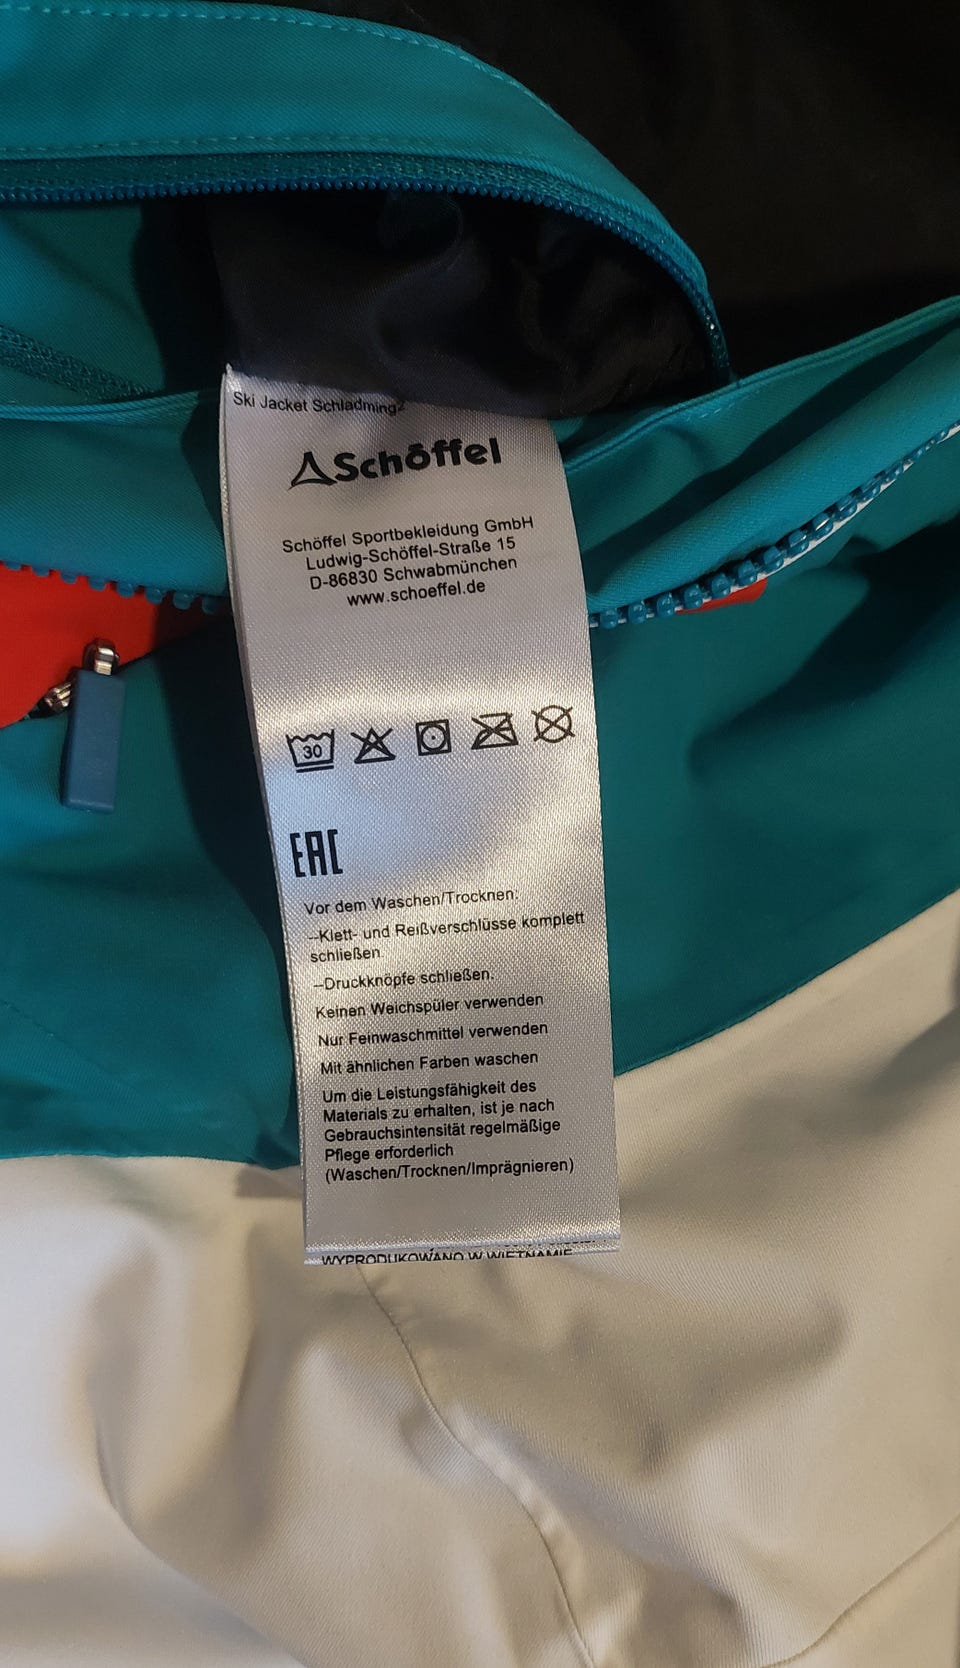 Ski Jacket Schladming2
Schöffel
Schöffel Sportbekleidung GmbH
Ludwig-Schöffel-Straße 15
D-86830 Schwabmünchen
www.schoeffel.de
30
EAC
Vor dem Waschen/Trocknen:
--Klett- und Reißverschlüsse komplett
schließen.
--Druckknöpfe schließen.
Keinen Weichspüler verwenden
Nur Feinwaschmittel verwenden
Mit ähnlichen Farben waschen
Um die Leistungsfähigkeit des
Materials zu erhalten, ist je nach
Gebrauchsintensität regelmäßige
Pflege erforderlich
(Waschen/Trocknen/Imprägnieren)
WYPRODUKOWANO W WIETNAMIE